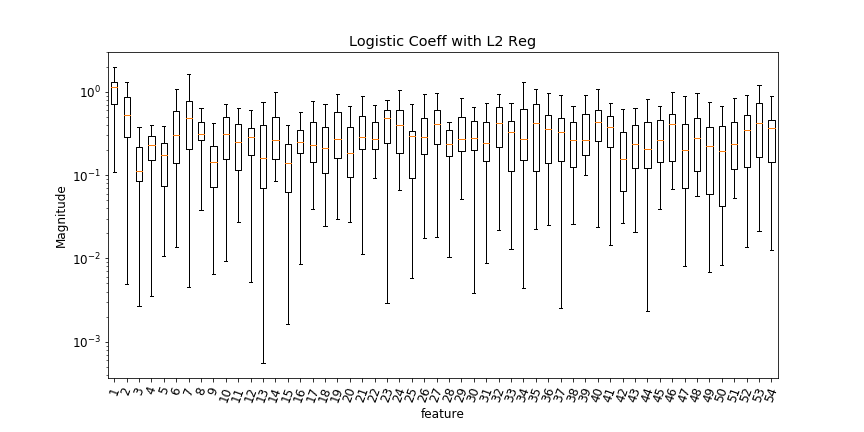 Logistic Coeff with L2 Reg
Magnitude
10⁰
10⁻¹
10⁻²
10⁻³
1 2 3 4 5 6 7 8 9 10 11 12 13 14 15 16 17 18 19 20 21 22 23 24 25 26 27 28 29 30 31 32 33 34 35 36 37 38 39 40 41 42 43 44 45 46 47 48 49 50 51 52 53 54
feature